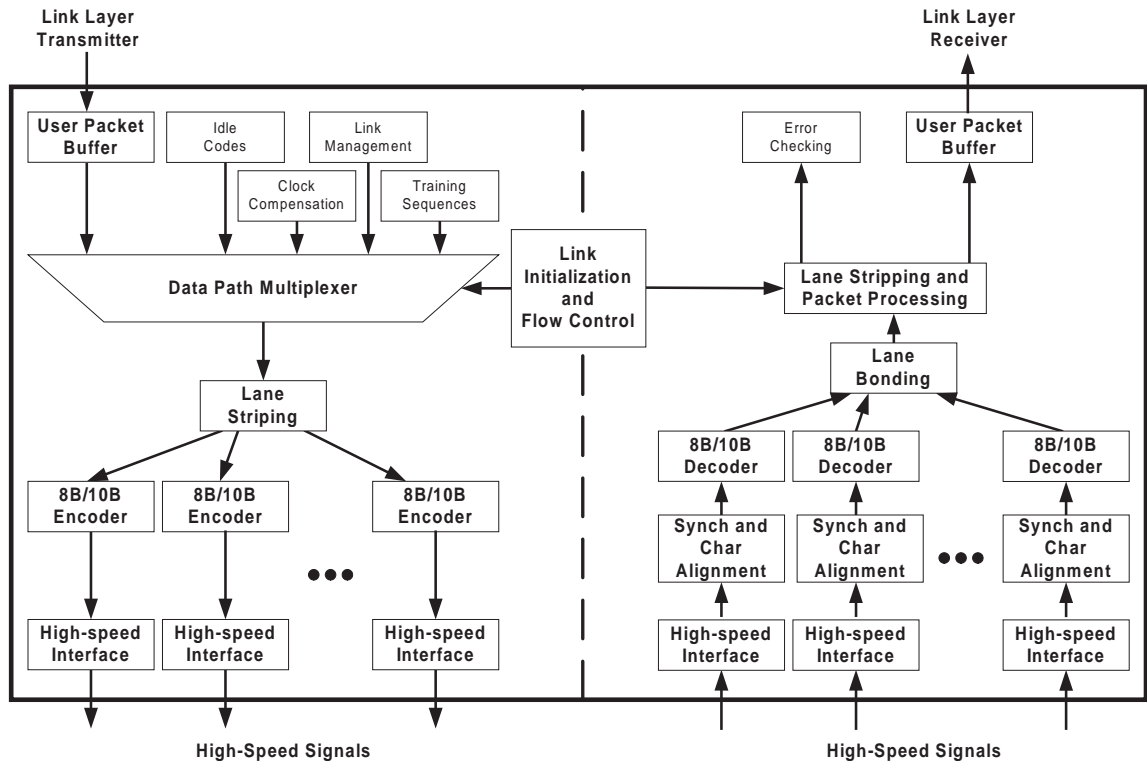 Link Layer
Transmitter
Link Layer
Receiver
User Packet
Buffer
Idle
Codes
Link
Management
Clock
Compensation
Training
Sequences
Error
Checking
User Packet
Buffer
Data Path Multiplexer
Link
Initialization
and
Flow Control
Lane Stripping and
Packet Processing
Lane
Striping
Lane
Bonding
8B/10B
Encoder
8B/10B
Encoder
8B/10B
Encoder
8B/10B
Decoder
8B/10B
Decoder
8B/10B
Decoder
Synch and
Char
Alignment
Synch and
Char
Alignment
Synch and
Char
Alignment
High-speed
Interface
High-speed
Interface
High-speed
Interface
High-speed
Interface
High-speed
Interface
High-speed
Interface
High-Speed Signals
High-Speed Signals